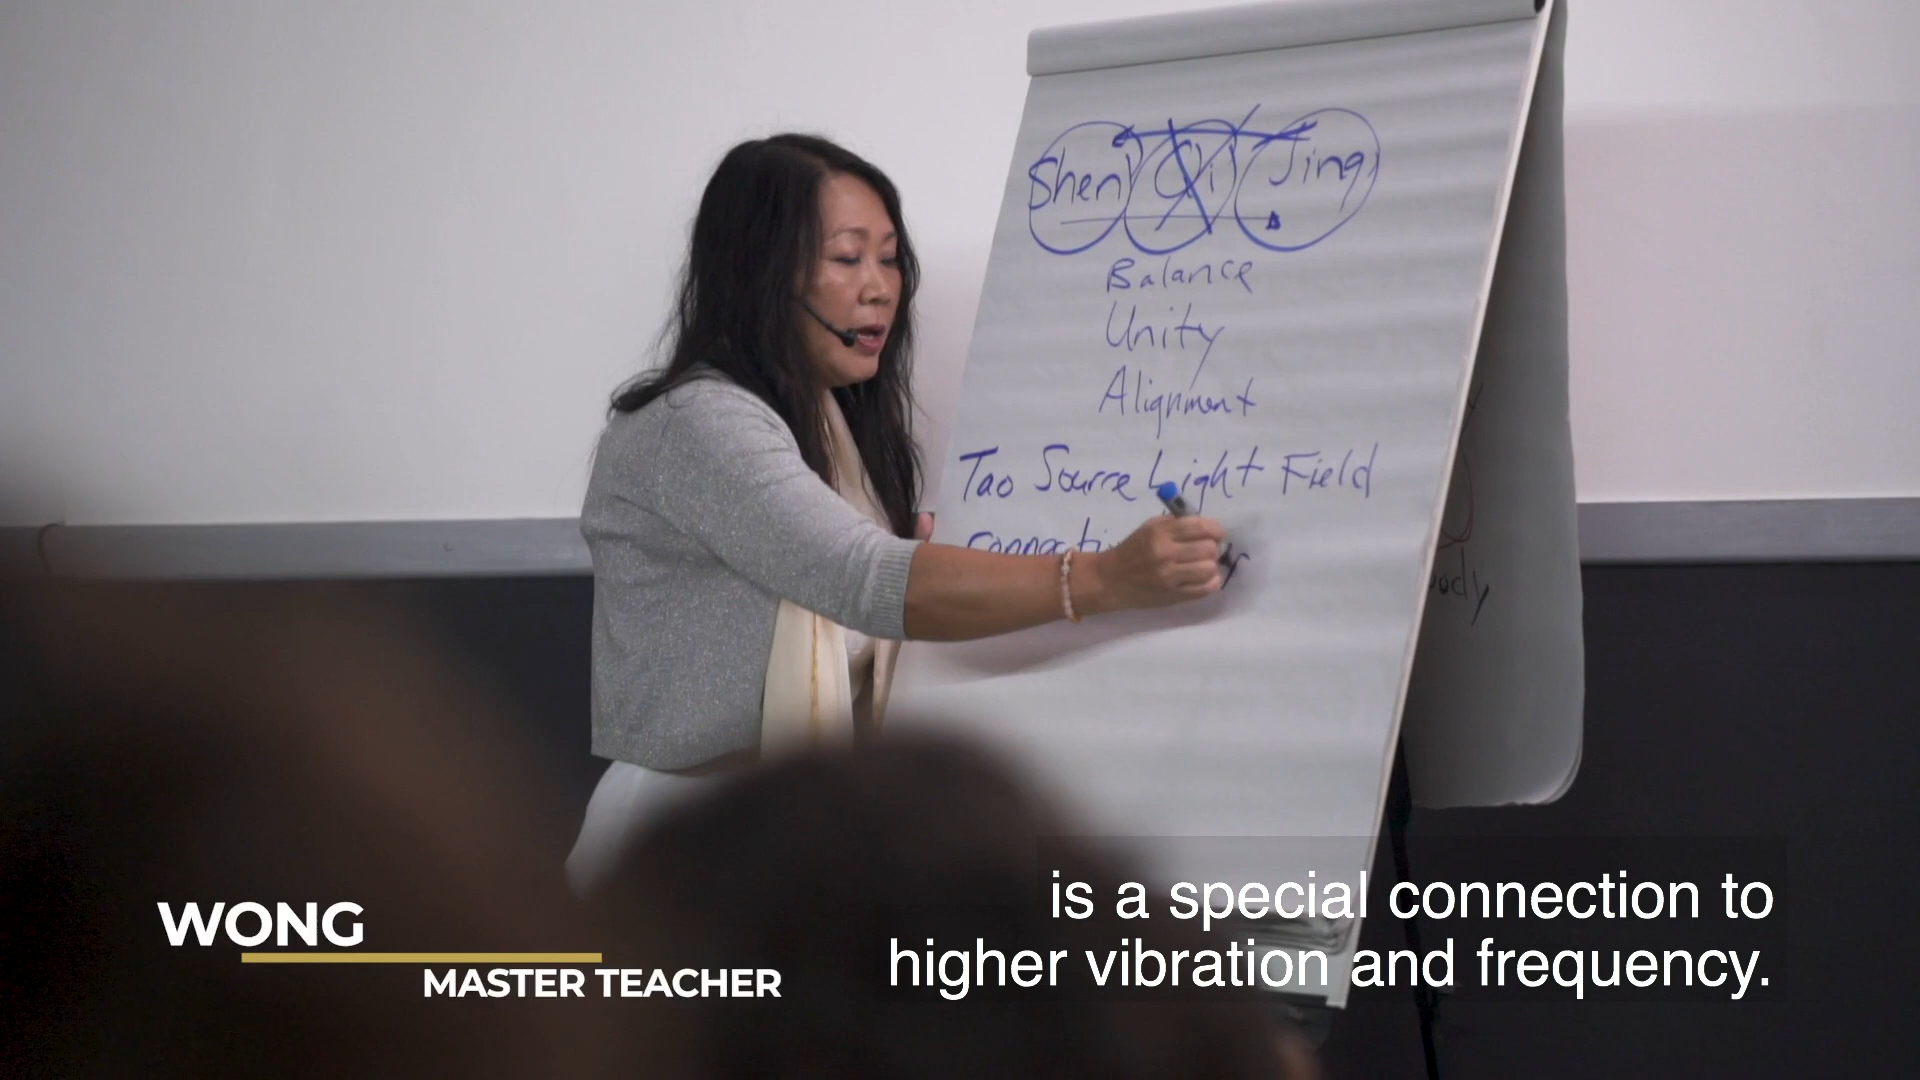 Shen Qi Jing
Balance
Unity
Alignment
Tao Source Light Field
body
WONG
MASTER TEACHER
is a special connection to
higher vibration and frequency.